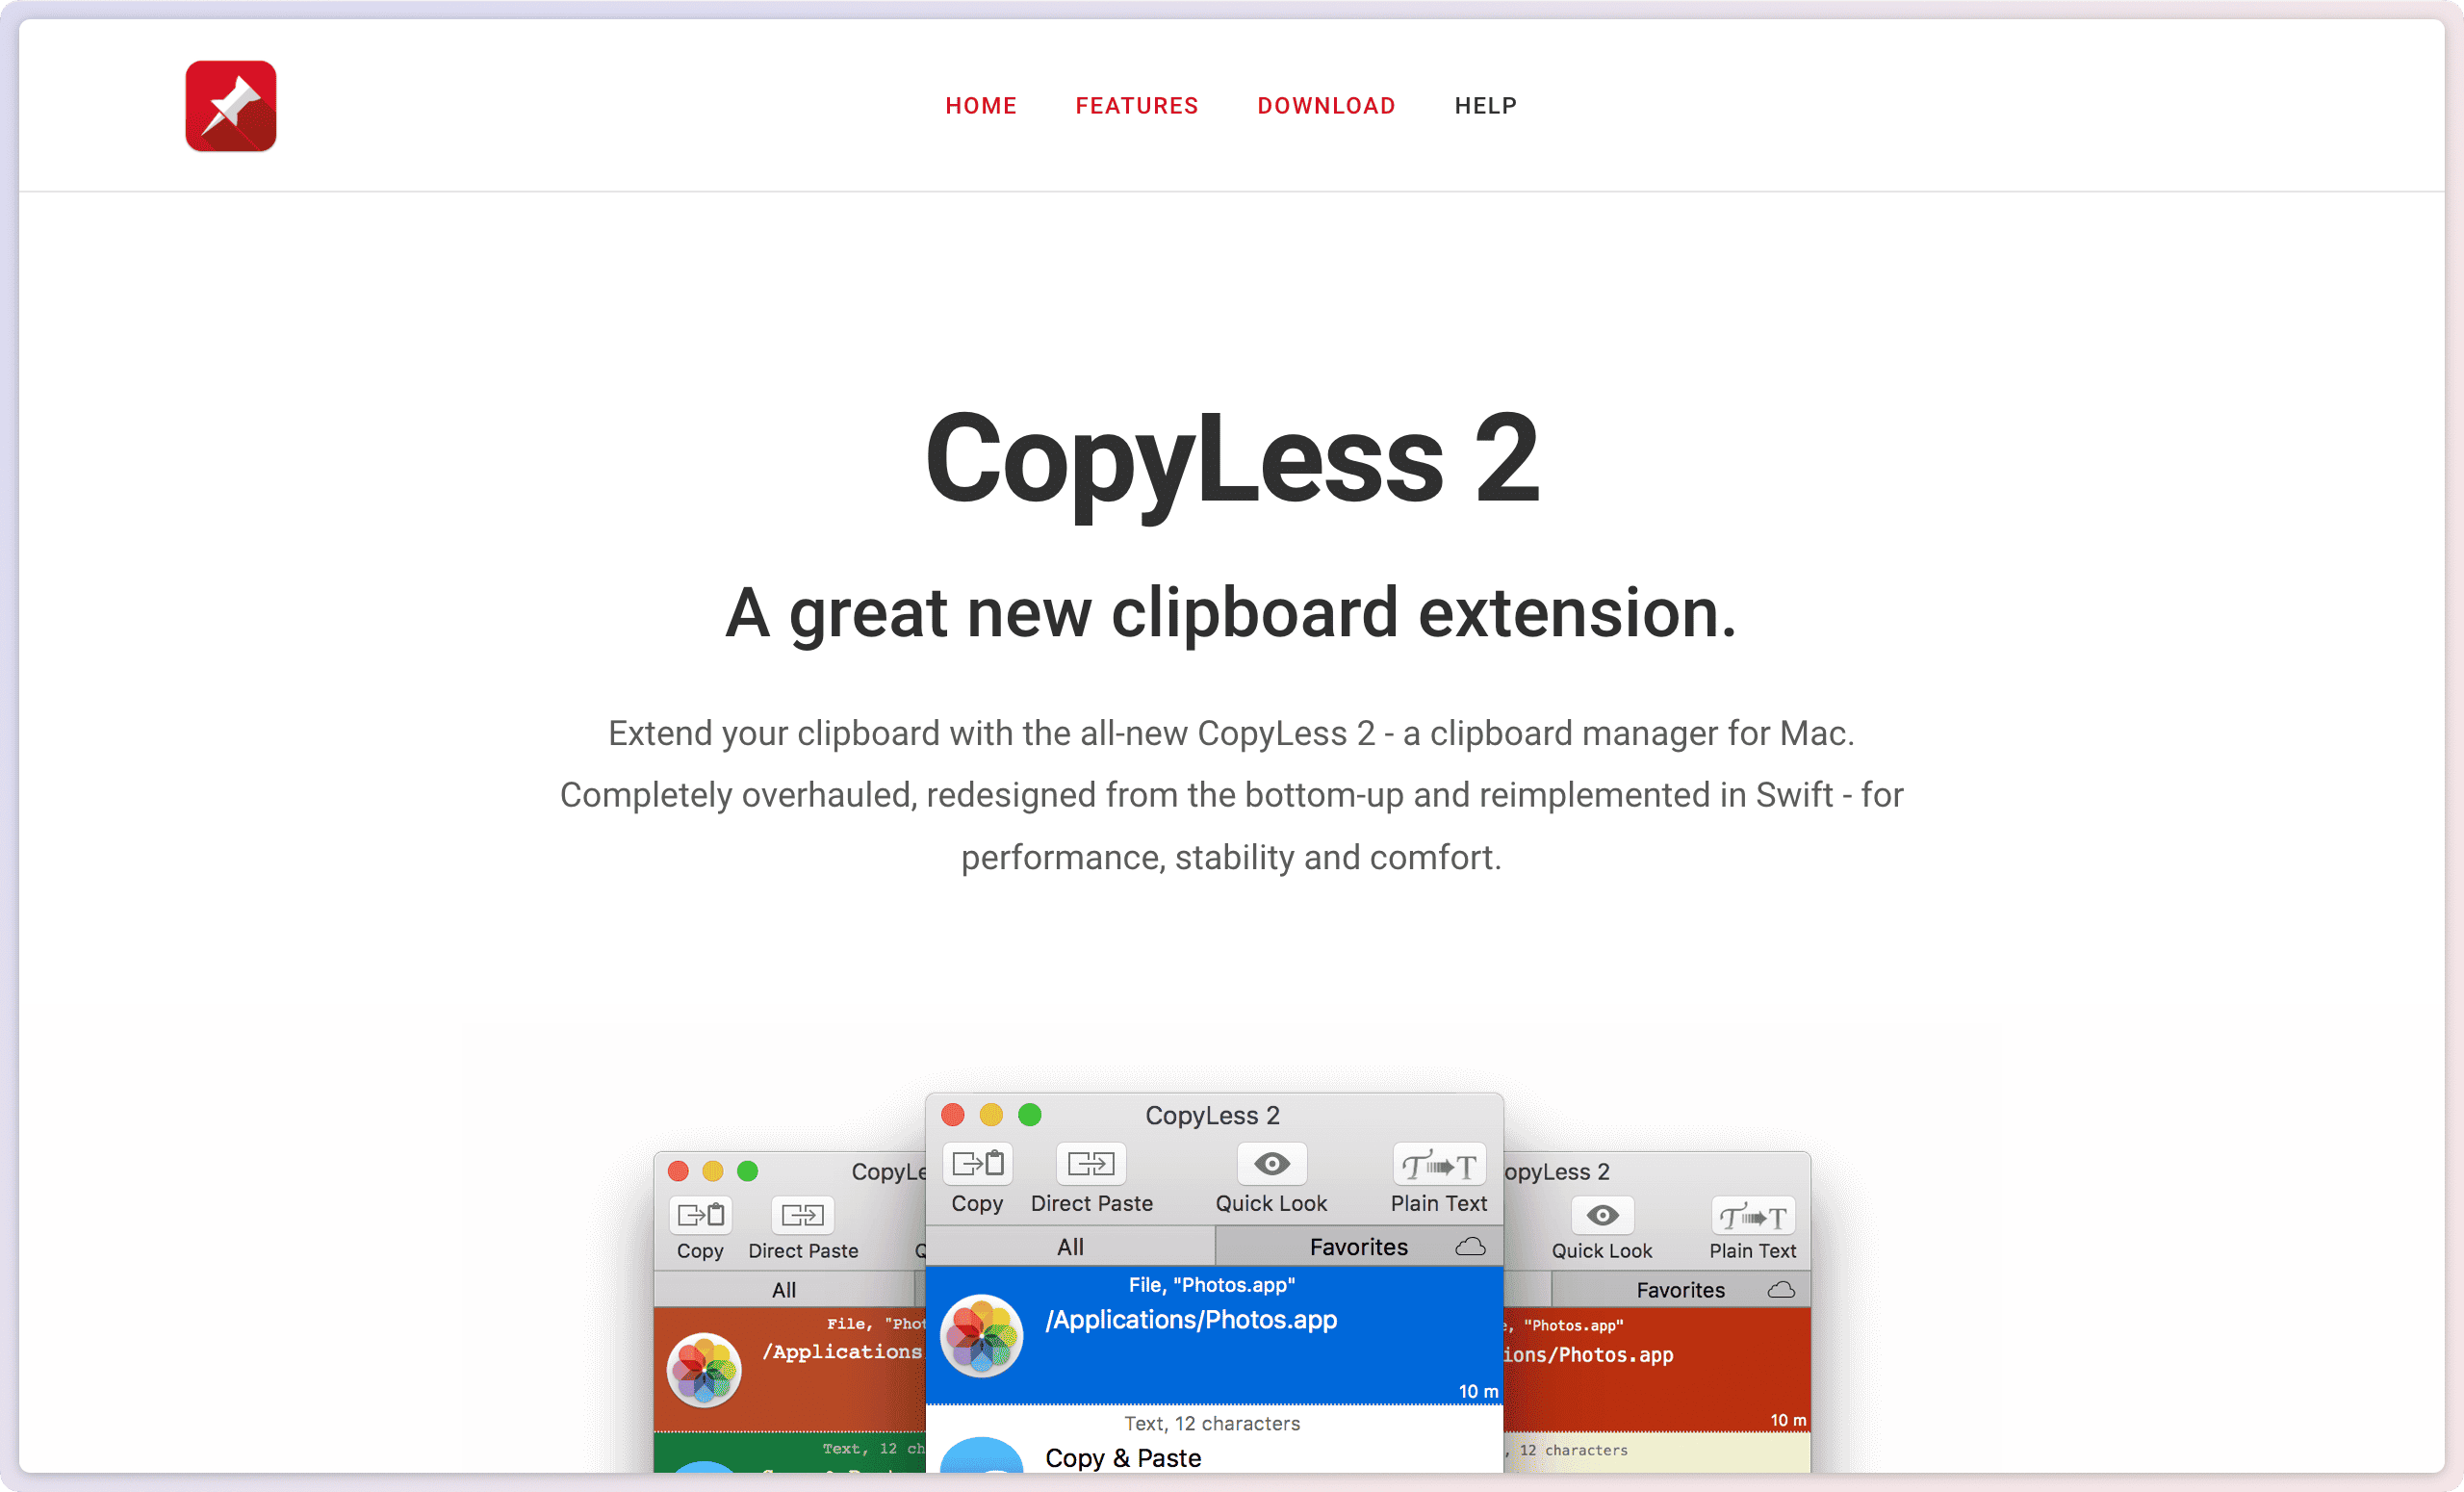 HOME FEATURES DOWNLOAD HELP
CopyLess 2
A great new clipboard extension.
Extend your clipboard with the all-new CopyLess 2 - a clipboard manager for Mac.
Completely overhauled, redesigned from the bottom-up and reimplemented in Swift - for
performance, stability and comfort.
CopyLess 2
Copy Direct Paste Quick Look Plain Text
All Favorites
File, "Photos.app"
/Applications/Photos.app
10 m
Text, 12 characters
Copy & Paste
Copy Direct Paste
All
File,
/Applications
Text, 12
opyLess 2
Quick Look Plain Text
Favorites
"Photos.app"
ions/Photos.app
10 m
12 characters